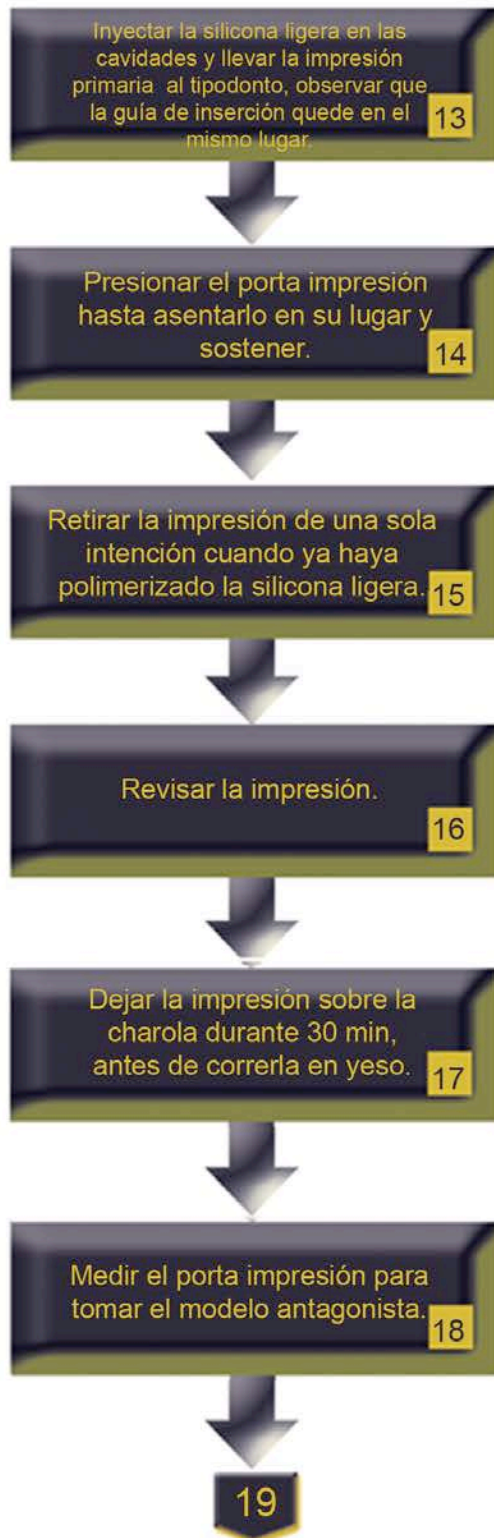 Inyectar la silicona ligera en las
cavidades y llevar la impresión
primaria al tipodonto, observar que
la guía de inserción quede en el
mismo lugar.
13
Presionar el porta impresión
hasta asentarlo en su lugar y
sostener.
14
Retirar la impresión de una sola
intención cuando ya haya
polimerizado la silicona ligera.
15
Revisar la impresión.
16
Dejar la impresión sobre la
charola durante 30 min,
antes de correrla en yeso.
17
Medir el porta impresión para
tomar el modelo antagonista.
18
19